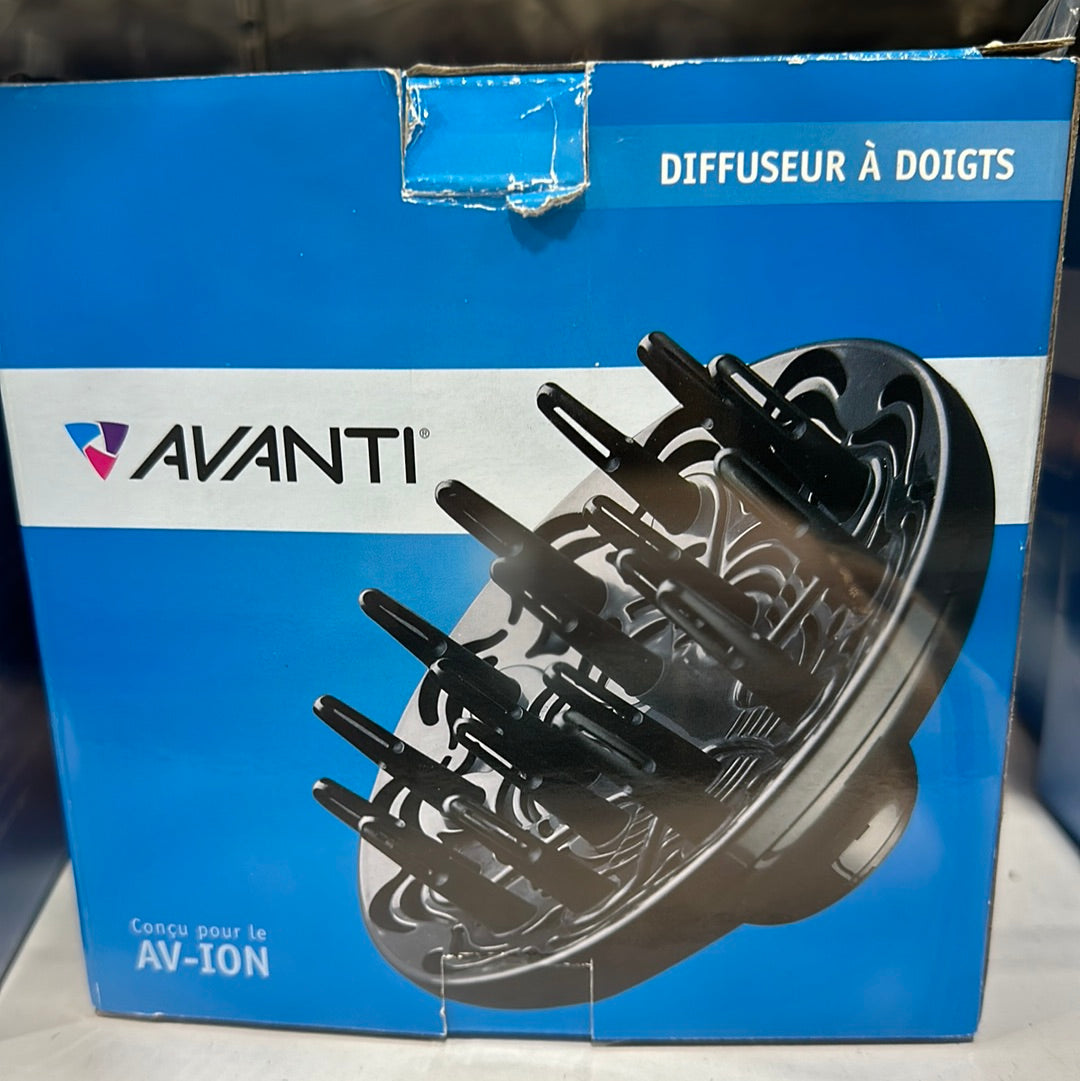 DIFFUSEUR À DOIGTS
AVANTI®
Conçu pour le
AV-ION